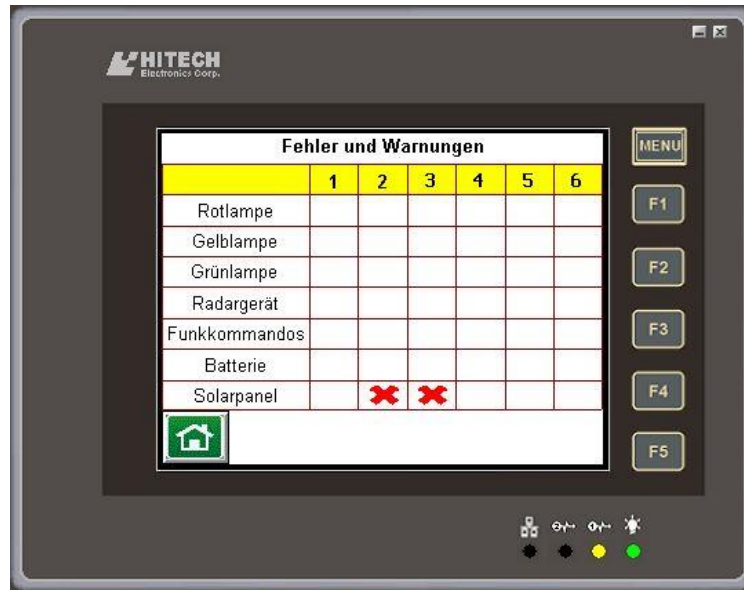 HITECH
Electronics Corp.
Fehler und Warnungen
1 2 3 4 5 6
Rotlampe
Gelblampe
Grünlampe
Radargerät
Funkkommandos
Batterie
Solarpanel
MENU
F1
F2
F3
F4
F5